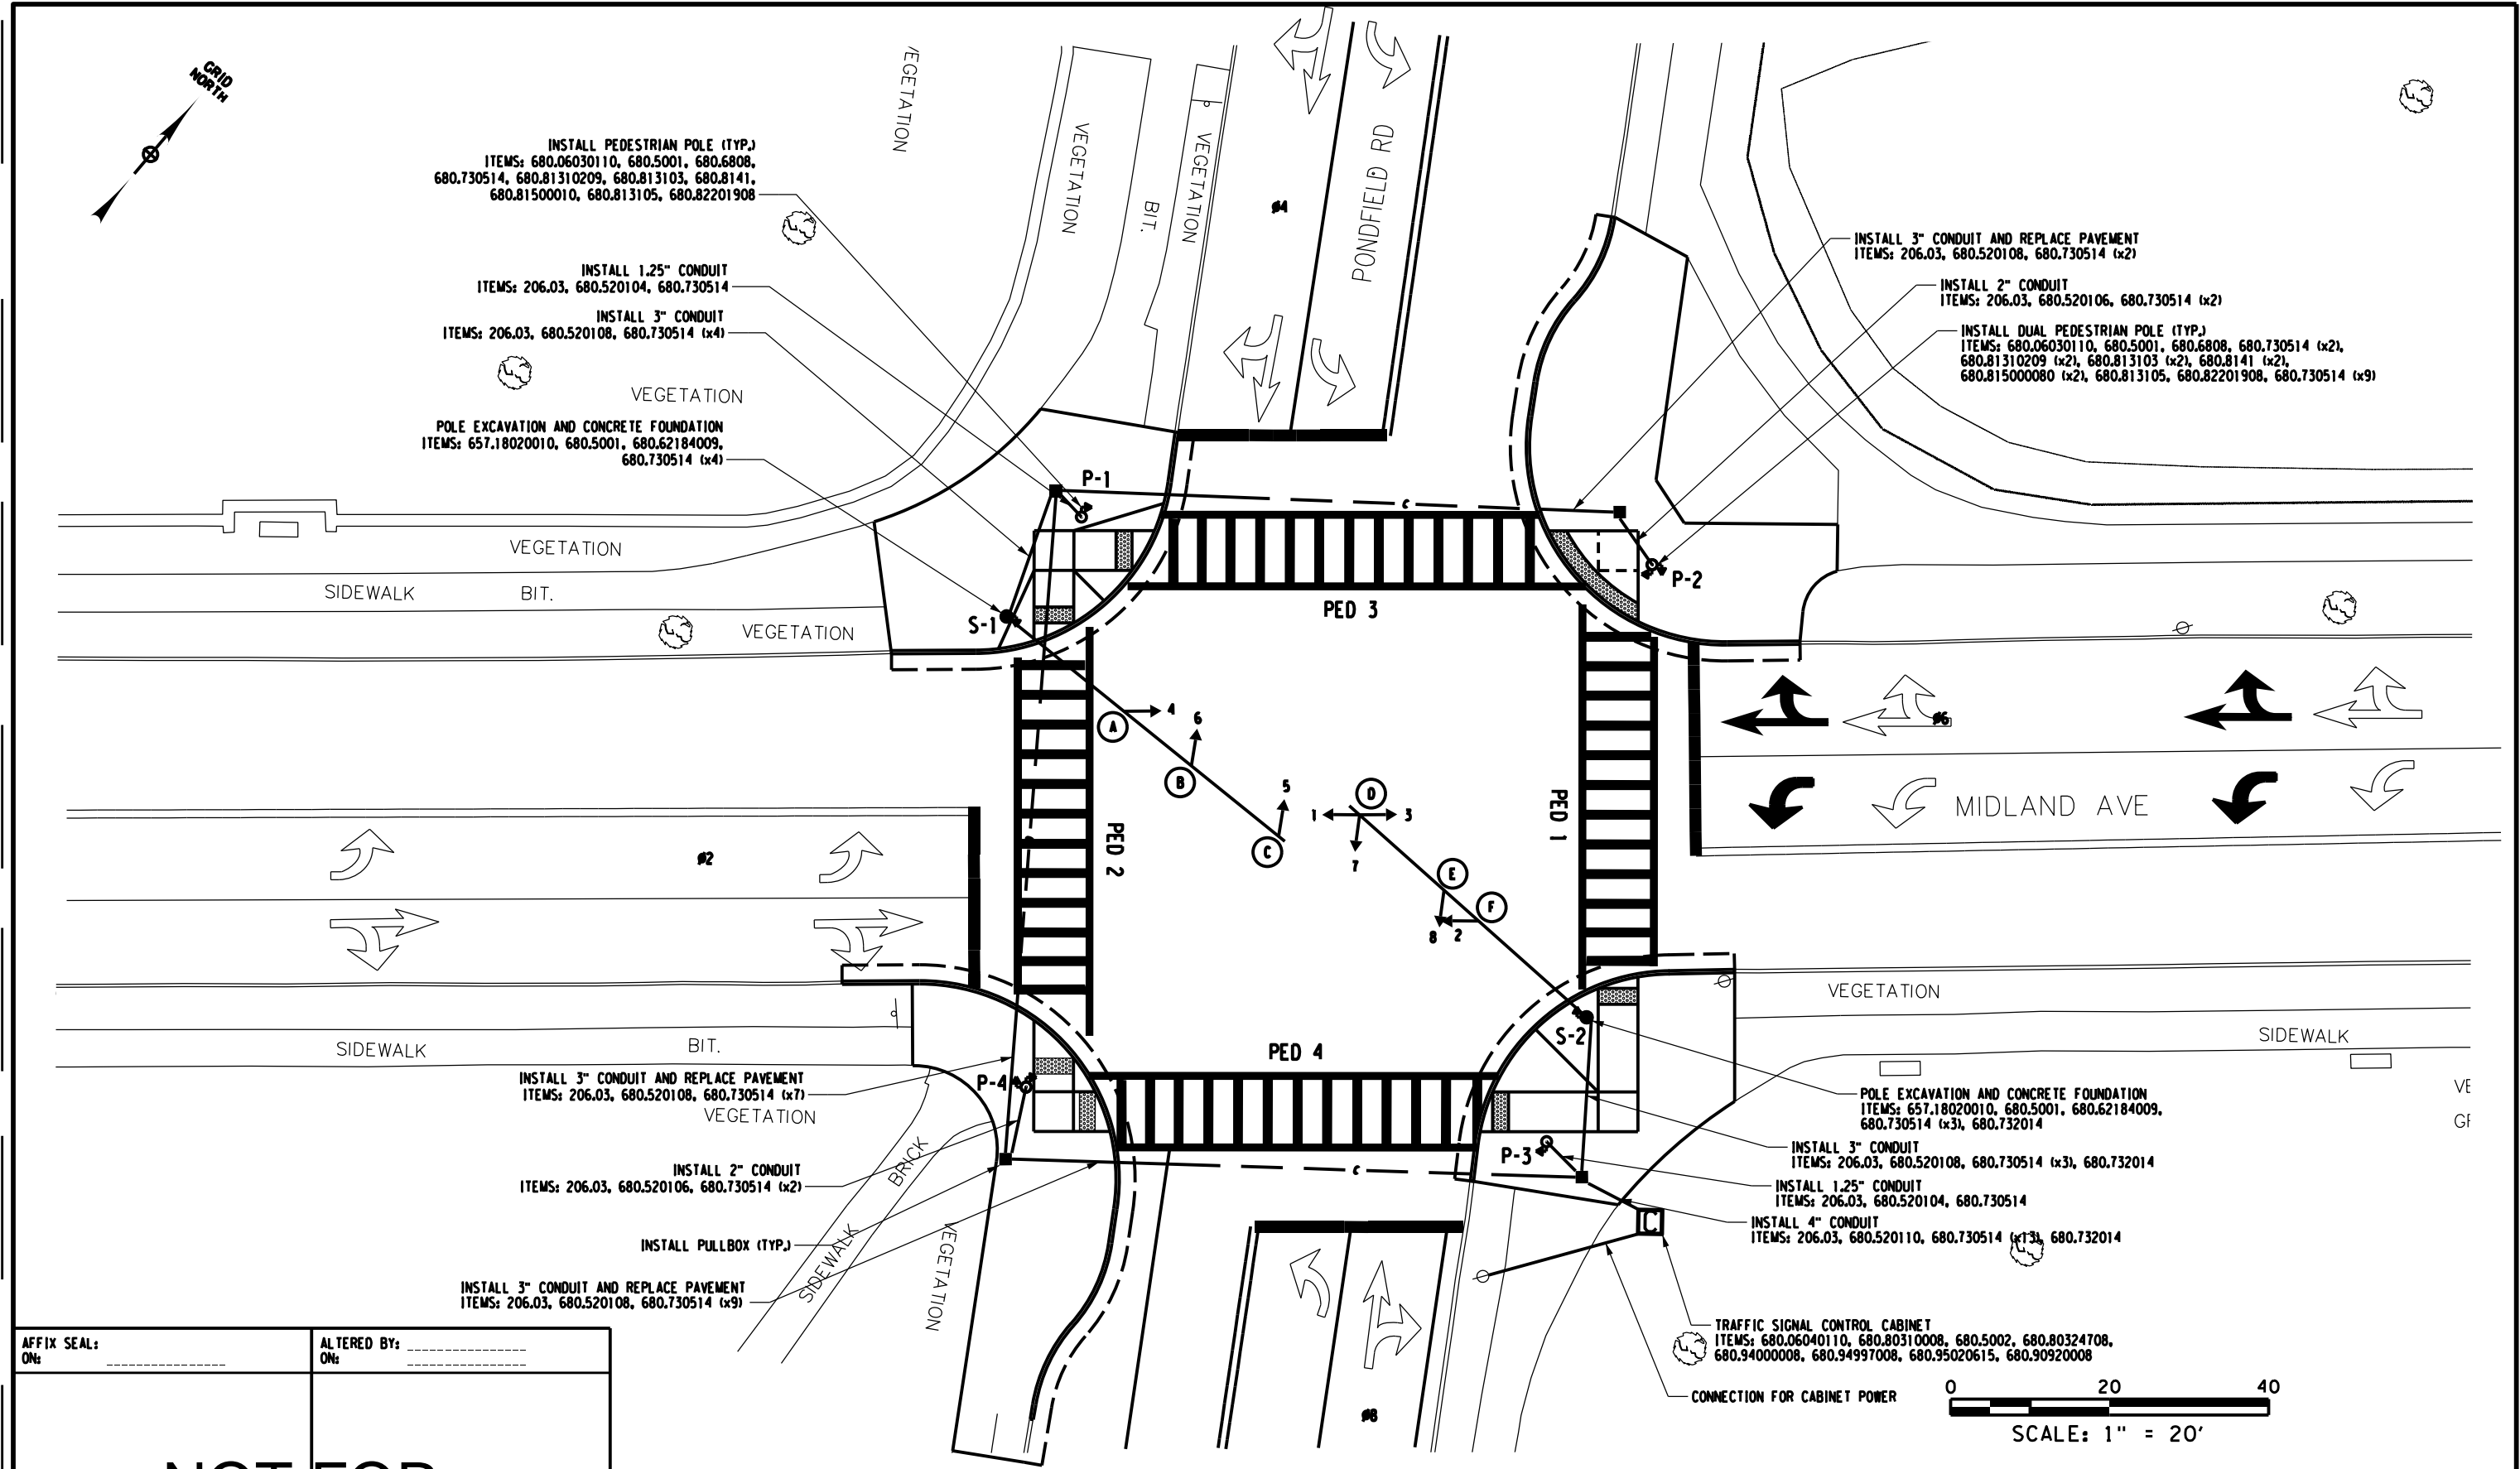 GRID
NORTH
INSTALL PEDESTRIAN POLE (TYP.)
ITEMS: 680.06030110, 680.5001, 680.6808,
680.730514, 680.81310209, 680.813103, 680.8141,
680.81500010, 680.813105, 680.82201908
INSTALL 1.25" CONDUIT
ITEMS: 206.03, 680.520104, 680.730514
INSTALL 3" CONDUIT
ITEMS: 206.03, 680.520108, 680.730514 (x4)
VEGETATION
POLE EXCAVATION AND CONCRETE FOUNDATION
ITEMS: 657.18020010, 680.5001, 680.62184009,
680.730514 (x4)
VEGETATION
SIDEWALK BIT.
VEGETATION
EGETATION
VEGETATION
BIT.
VEGETATION
ø4
PONDFIELD RD
INSTALL 3" CONDUIT AND REPLACE PAVEMENT
ITEMS: 206.03, 680.520108, 680.730514 (x2)
INSTALL 2" CONDUIT
ITEMS: 206.03, 680.520106, 680.730514 (x2)
INSTALL DUAL PEDESTRIAN POLE (TYP.)
ITEMS: 680.06030110, 680.5001, 680.6808, 680.730514 (x2),
680.81310209 (x2), 680.813103 (x2), 680.8141 (x2),
680.815000080 (x2), 680.813105, 680.82201908, 680.730514 (x9)
P-1
C
P-2
S-1
PED 3
A 4
6
B
5
C
D
1 3
7
E
F
8 2
PED 2
PED 1
ø6
MIDLAND AVE
ø2
VEGETATION
SIDEWALK
S-2
PED 4
P-4
P-3
C
C
SIDEWALK BIT.
INSTALL 3" CONDUIT AND REPLACE PAVEMENT
ITEMS: 206.03, 680.520108, 680.730514 (x7)
VEGETATION
INSTALL 2" CONDUIT
ITEMS: 206.03, 680.520106, 680.730514 (x2)
BRICK
SIDEWALK
VEGETATION
INSTALL PULLBOX (TYP.)
INSTALL 3" CONDUIT AND REPLACE PAVEMENT
ITEMS: 206.03, 680.520108, 680.730514 (x9)
POLE EXCAVATION AND CONCRETE FOUNDATION
ITEMS: 657.18020010, 680.5001, 680.62184009,
680.730514 (x3), 680.732014
VE
GF
INSTALL 3" CONDUIT
ITEMS: 206.03, 680.520108, 680.730514 (x3), 680.732014
INSTALL 1.25" CONDUIT
ITEMS: 206.03, 680.520104, 680.730514
INSTALL 4" CONDUIT
ITEMS: 206.03, 680.520110, 680.730514 (x13), 680.732014
TRAFFIC SIGNAL CONTROL CABINET
ITEMS: 680.06040110, 680.80310008, 680.5002, 680.80324708,
680.94000008, 680.94997008, 680.95020615, 680.90920008
CONNECTION FOR CABINET POWER
ø8
0 20 40
SCALE: 1" = 20'
AFFIX SEAL:
ON:
ALTERED BY:
ON:
NOT FOR